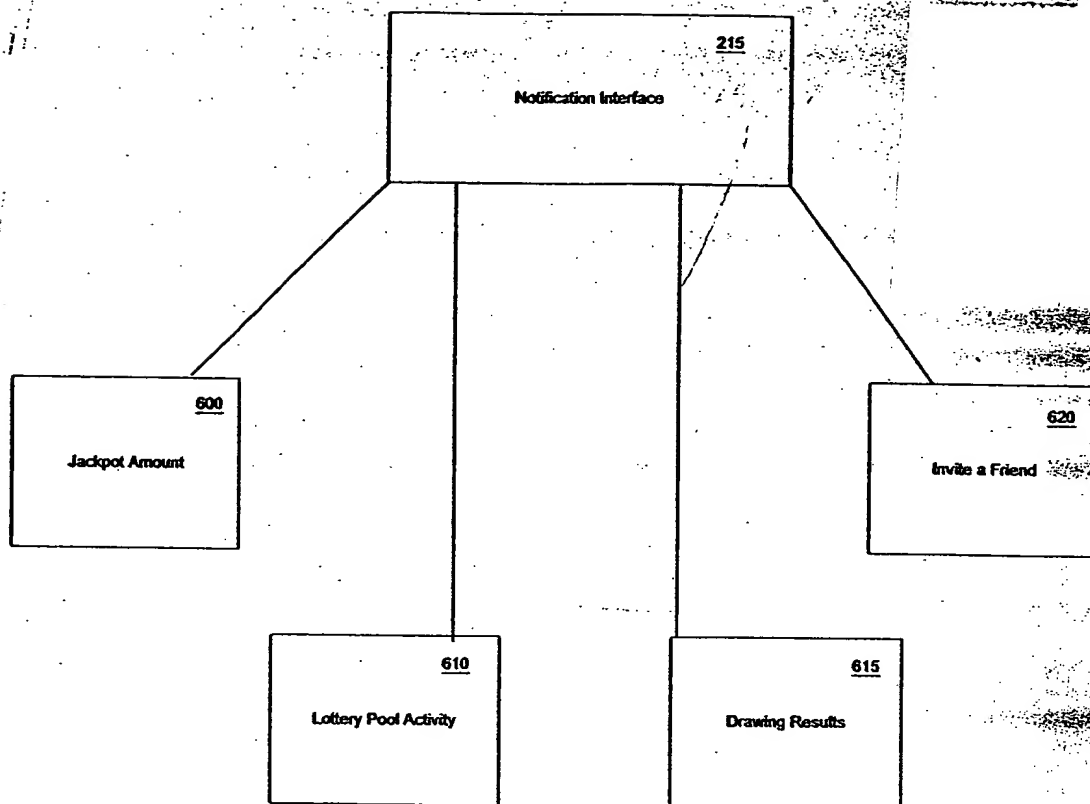 215
Notification Interface
600
Jackpot Amount
620
Invite a Friend
610
Lottery Pool Activity
615
Drawing Results